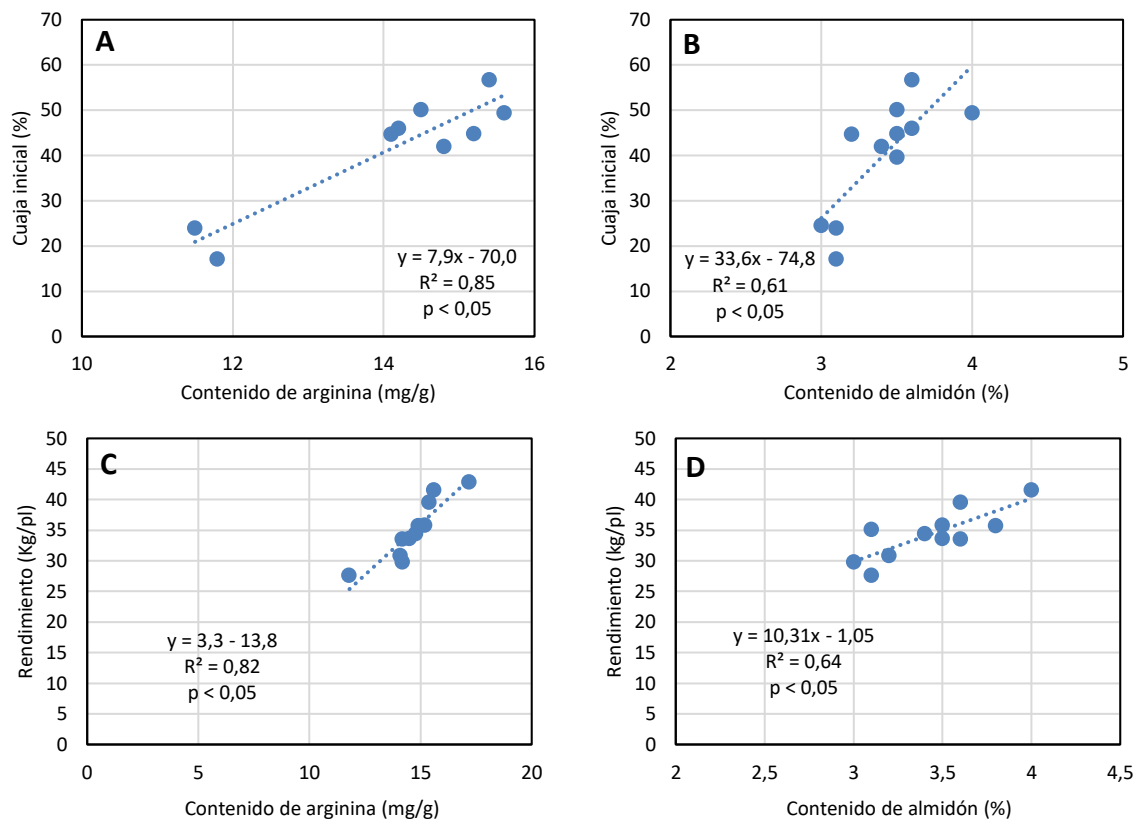 A
Cuaja inicial (%)
70
60
50
40
30
20
10
0
y = 7,9x - 70,0
R² = 0,85
p < 0,05
10 12 14 16
Contenido de arginina (mg/g)
B
Cuaja inicial (%)
70
60
50
40
30
20
10
0
y = 33,6x - 74,8
R² = 0,61
p < 0,05
2 3 4 5
Contenido de almidón (%)
C
Rendimiento (Kg/pl)
50
45
40
35
30
25
20
15
10
5
0
y = 3,3 - 13,8
R² = 0,82
p < 0,05
0 5 10 15 20
Contenido de arginina (mg/g)
D
Rendimiento (kg/pl)
50
45
40
35
30
25
20
15
10
5
0
y = 10,31x - 1,05
R² = 0,64
p < 0,05
2 2,5 3 3,5 4 4,5
Contenido de almidón (%)